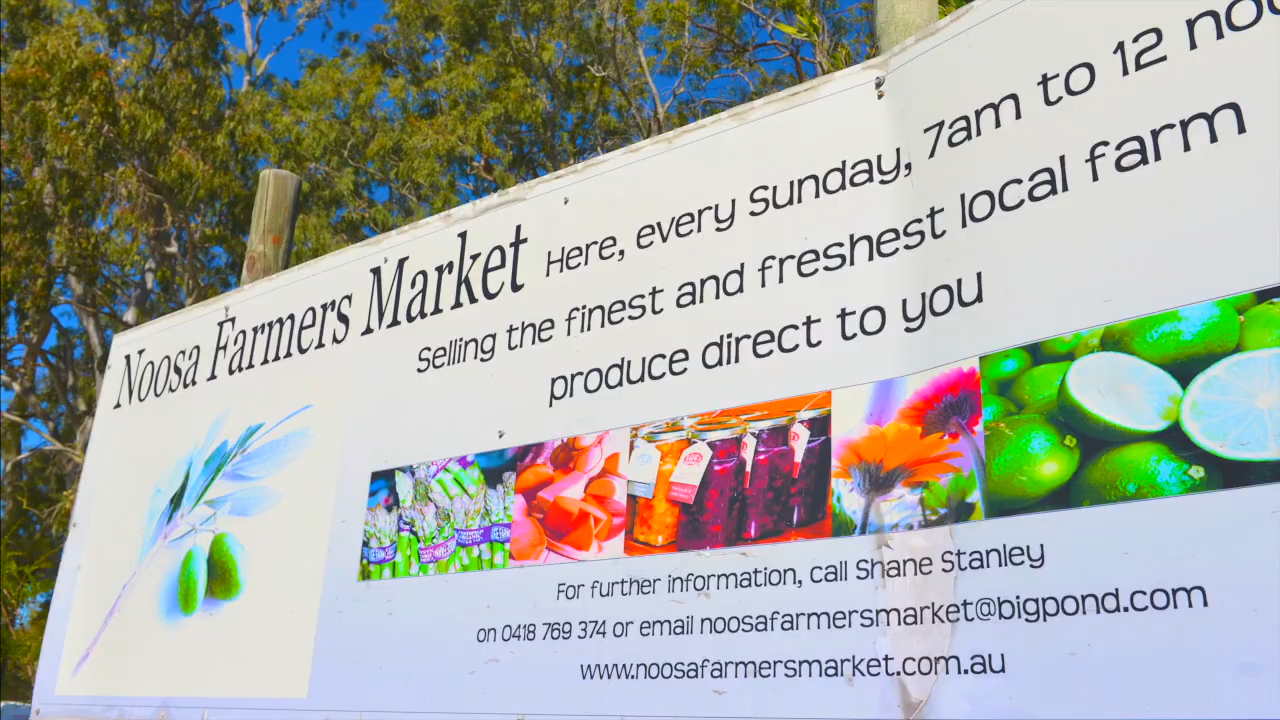 Noosa Farmers Market Here, every Sunday, 7am to 12 noo
Selling the finest and freshest local farm
produce direct to you
For further information, call Shane Stanley
on 0418 769 374 or email noosafarmersmarket@bigpond.com
www.noosafarmersmarket.com.au